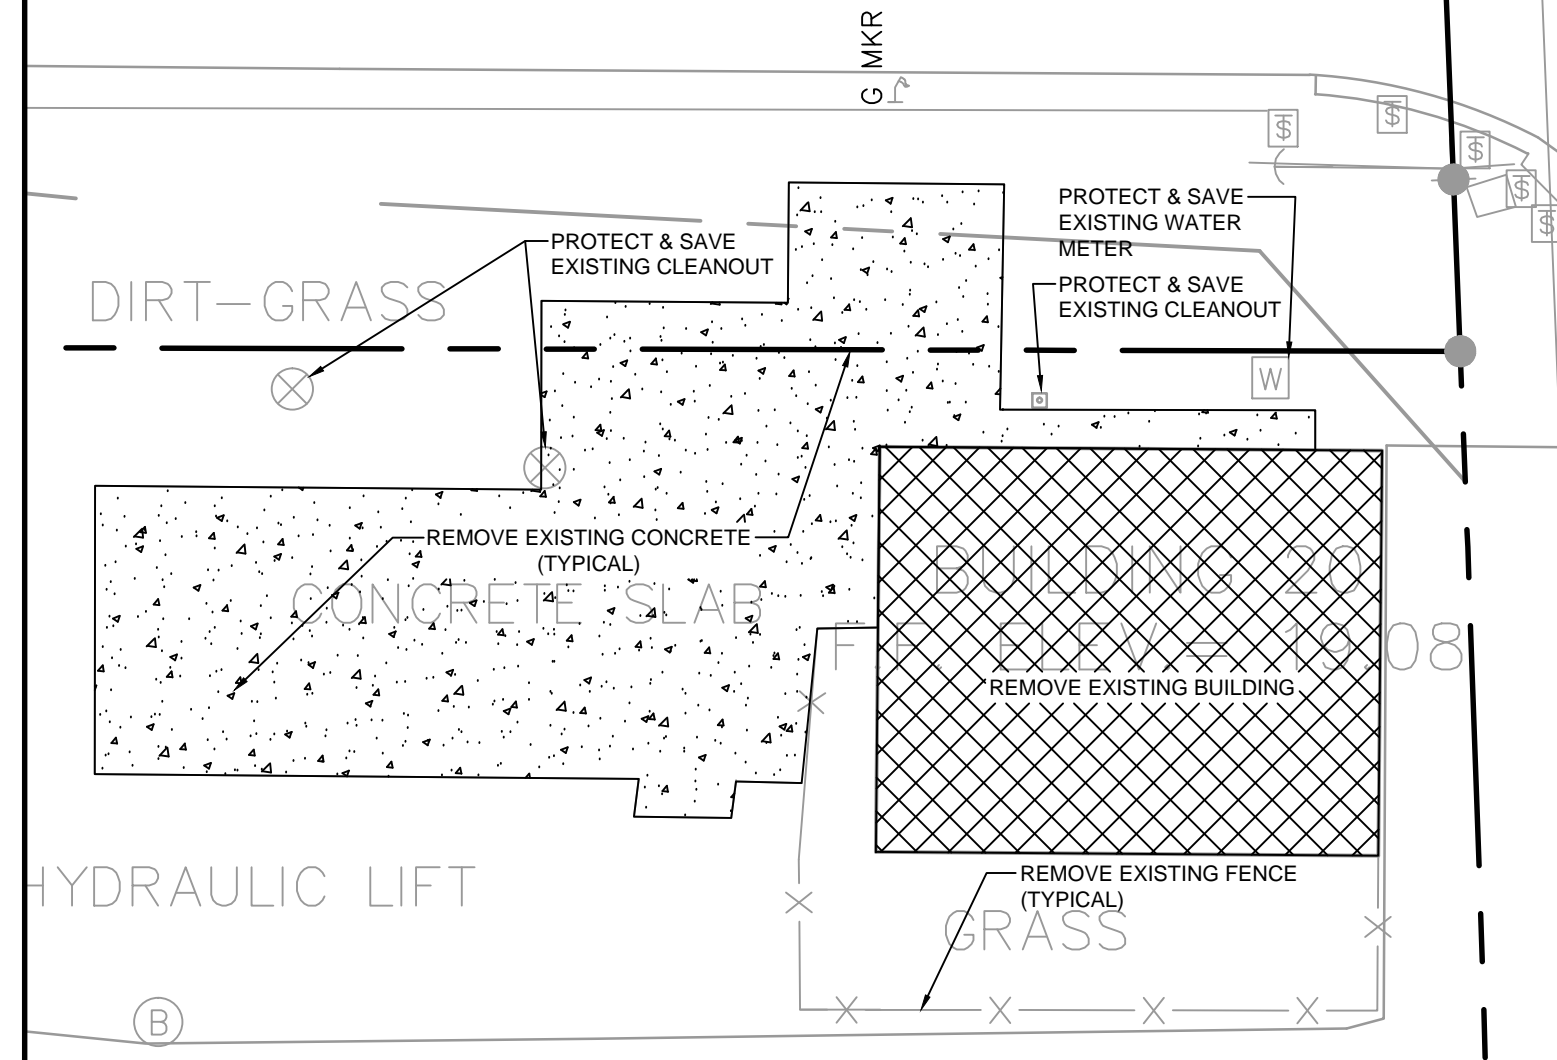 G MKR
PROTECT & SAVE
EXISTING WATER
METER
PROTECT & SAVE
EXISTING CLEANOUT
PROTECT & SAVE
EXISTING CLEANOUT
DIRT-GRASS
W
REMOVE EXISTING CONCRETE
(TYPICAL)
CONCRETE SLAB
BUILDING 20
F.F. ELEV.= 19.08
REMOVE EXISTING BUILDING
HYDRAULIC LIFT
REMOVE EXISTING FENCE
(TYPICAL)
GRASS
B